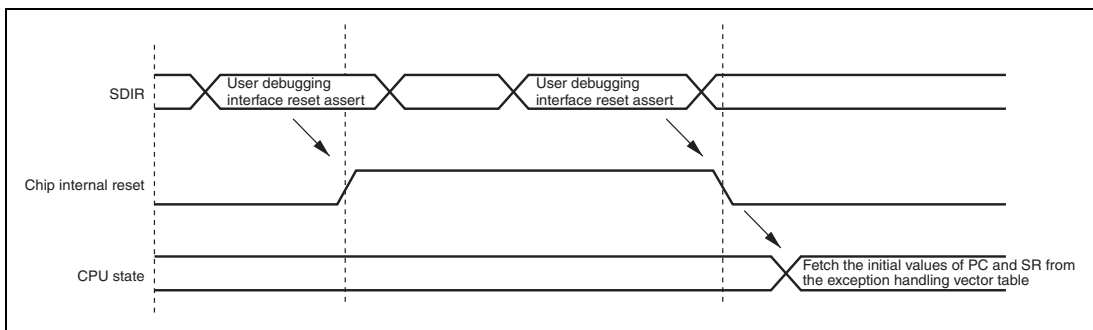 SDIR
User debugging
interface reset assert
User debugging
interface reset assert
Chip internal reset
CPU state
Fetch the initial values of PC and SR from
the exception handling vector table